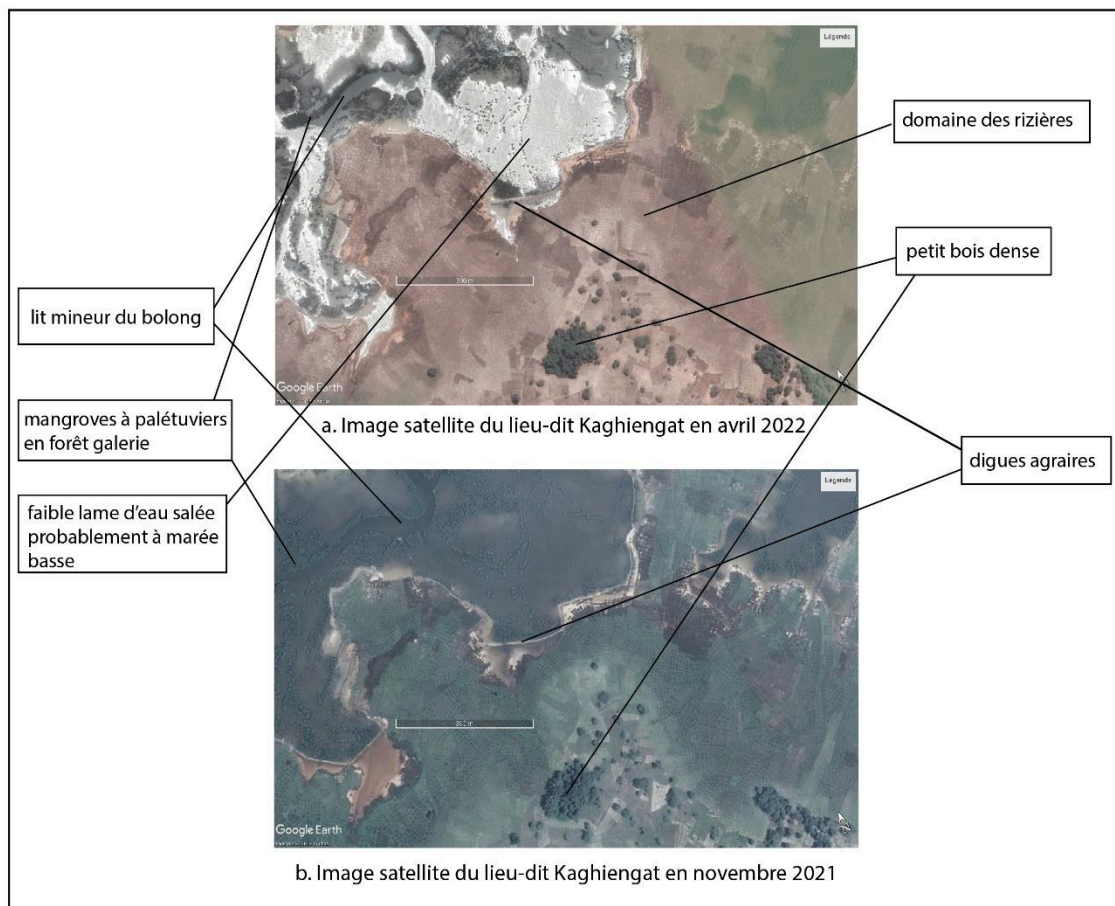 Légende
domaine des rizières
petit bois dense
lit mineur du bolong
mangroves à palétuviers
en forêt galerie
faible lame d'eau salée
probablement à marée
basse
digues agraires
Google Earth
a. Image satellite du lieu-dit Kaghiengat en avril 2022
Légende
Google Earth
b. Image satellite du lieu-dit Kaghiengat en novembre 2021